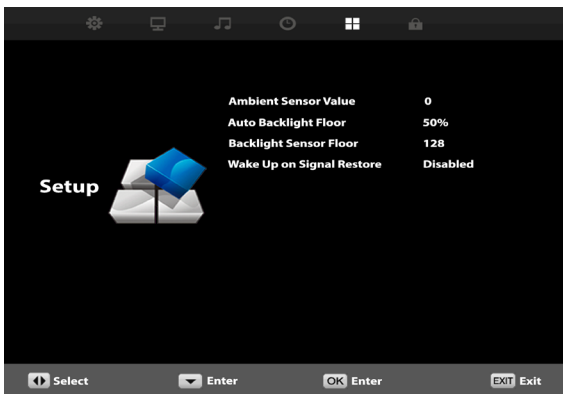 Ambient Sensor Value 0
Auto Backlight Floor 50%
Backlight Sensor Floor 128
Wake Up on Signal Restore Disabled
Setup
Select Enter OK Enter EXIT Exit